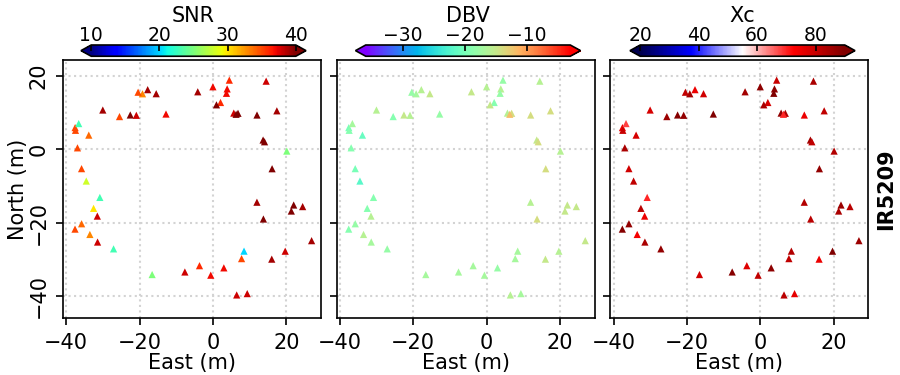 SNR DBV Xc
10 20 30 40 −30 −20 −10 20 40 60 80
20
0
−20
−40
North (m)
−40 −20 0 20 −40 −20 0 20 −40 −20 0 20
East (m) East (m) East (m)
IR5209